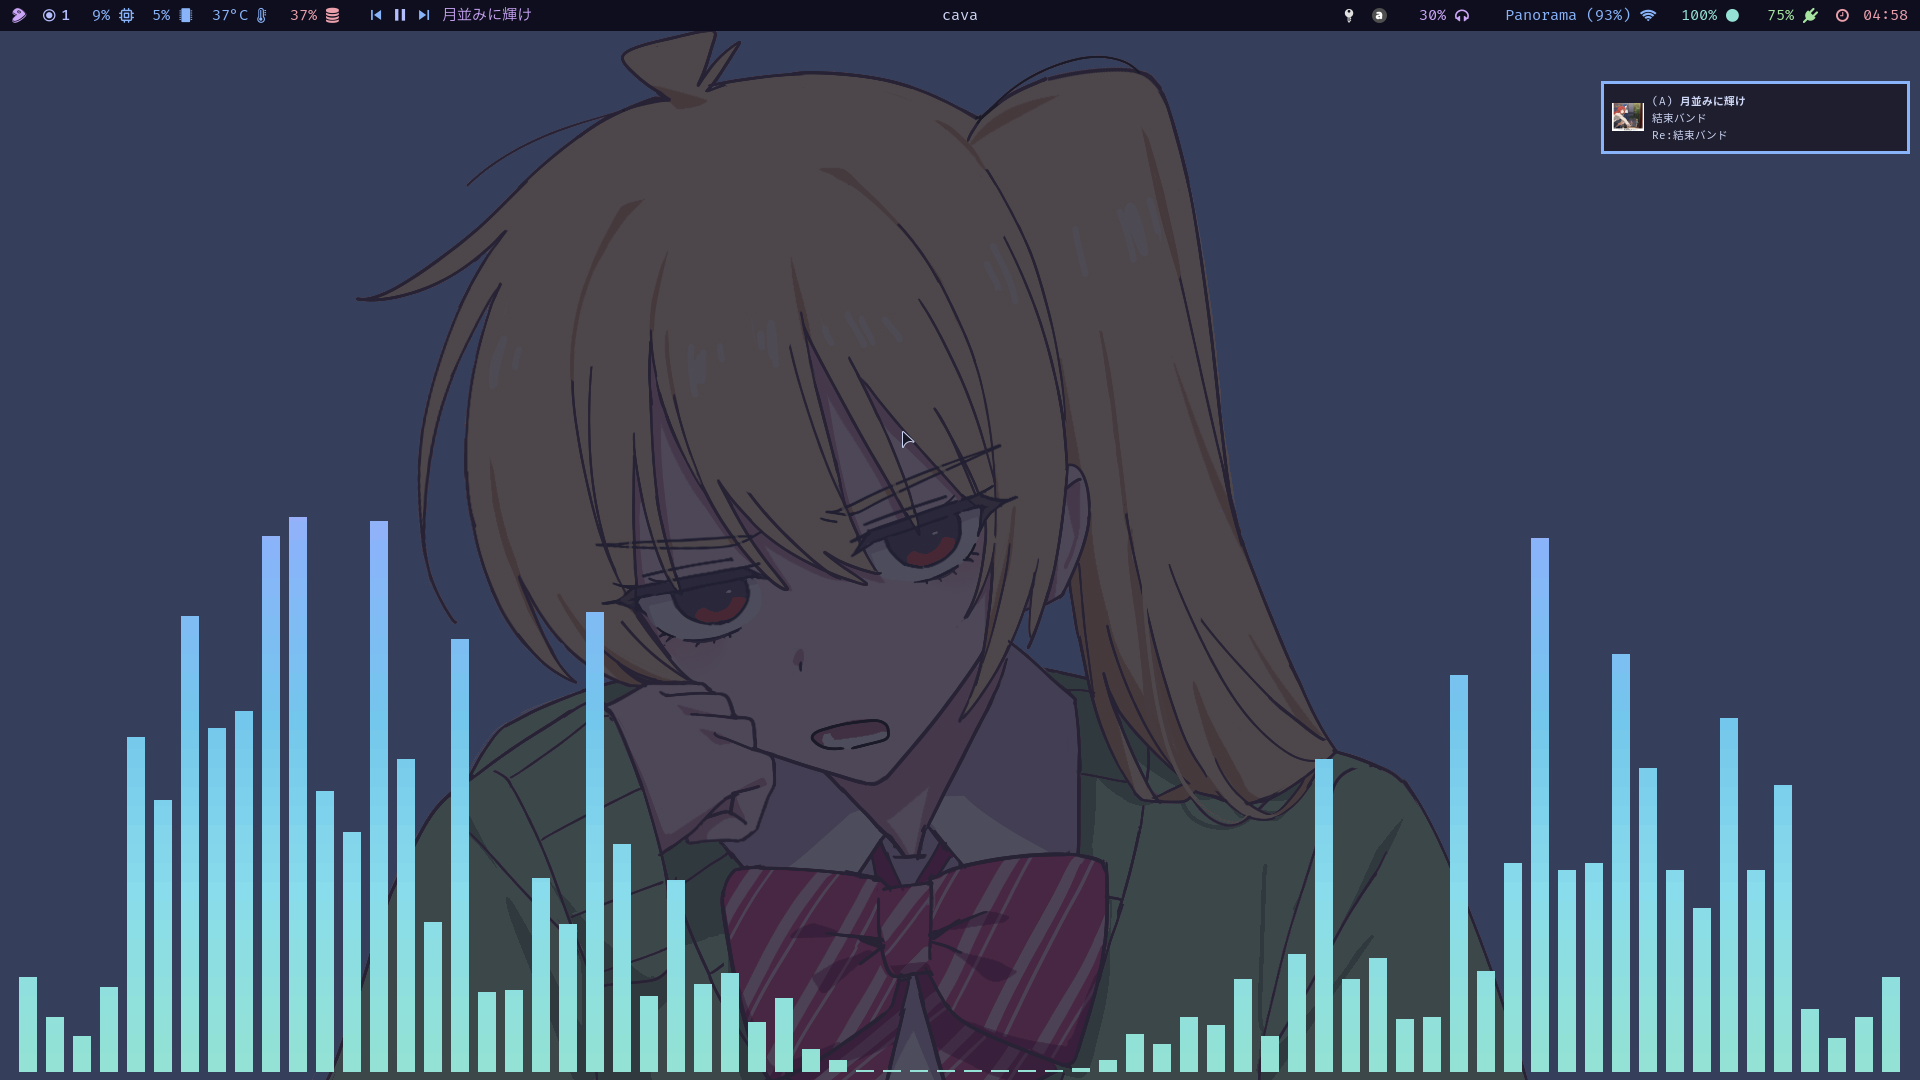 1 9% 5% 37°C 37% 月並みに輝け
cava
a 30% Panorama (93%) 100% 75% 04:58
(A) 月並みに輝け
結束バンド
Re:結束バンド